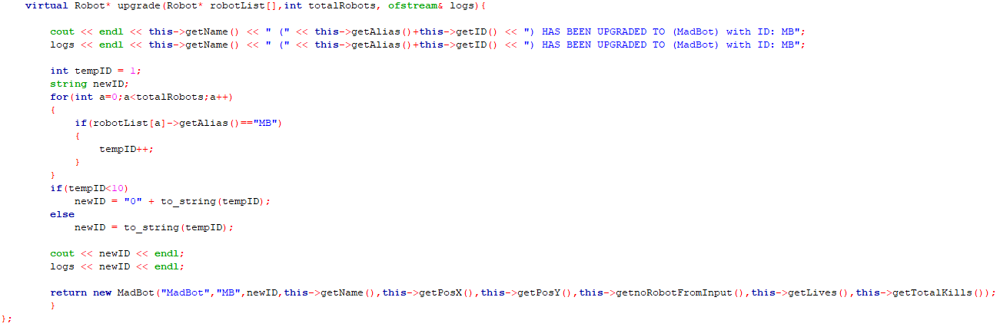 virtual Robot* upgrade(Robot* robotList[],int totalRobots, ofstream& logs){
cout << endl << this->getName() << " (" << this->getAlias()+this->getID() << ") HAS BEEN UPGRADED TO (MadBot) with ID: MB";
logs << endl << this->getName() << " (" << this->getAlias()+this->getID() << ") HAS BEEN UPGRADED TO (MadBot) with ID: MB";
int tempID = 1;
string newID;
for(int a=0;a<totalRobots;a++)
{
if(robotList[a]->getAlias()=="MB")
{
tempID++;
}
}
if(tempID<10)
newID = "0" + to_string(tempID);
else
newID = to_string(tempID);
cout << newID << endl;
logs << newID << endl;
return new MadBot("MadBot","MB",newID,this->getName(),this->getPosX(),this->getPosY(),this->getnoRobotFromInput(),this->getLives(),this->getTotalKills());
}
};